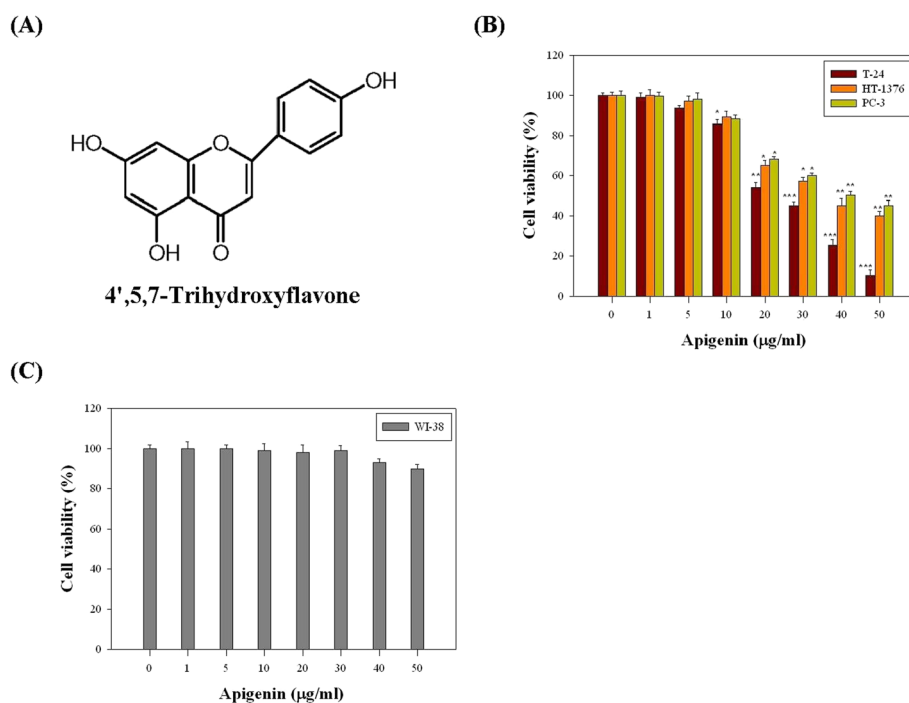 (A)
OH
HO
O
OH
O
4',5,7-Trihydroxyflavone
(B)
120
100
80
60
40
20
0
Cell viability (%)
T-24
HT-1376
PC-3
*
** * *
*** * *
*** ** **
*** ** **
0 1 5 10 20 30 40 50
Apigenin (μg/ml)
(C)
120
100
80
60
40
20
0
Cell viability (%)
WI-38
0 1 5 10 20 30 40 50
Apigenin (μg/ml)